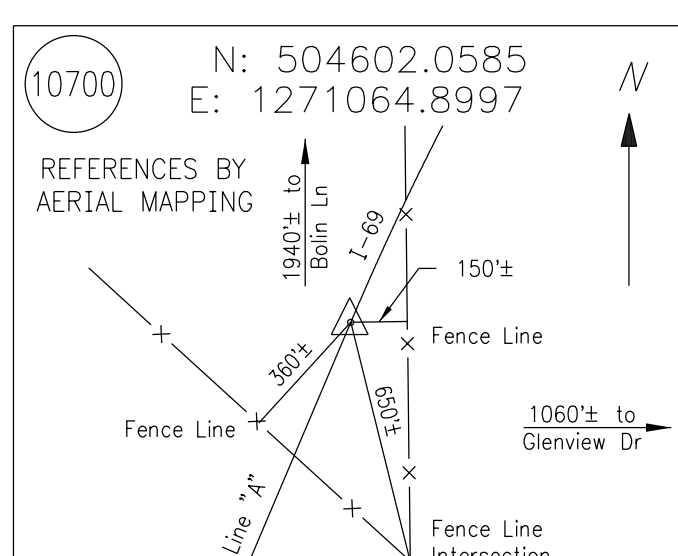 10700
N: 504602.0585
E: 1271064.8997
N
REFERENCES BY
AERIAL MAPPING
1940'± to
Bolin Ln
I-69
150'±
Fence Line
360'±
650'±
Fence Line
1060'± to
Glenview Dr
Line "A"
Fence Line
Intersection